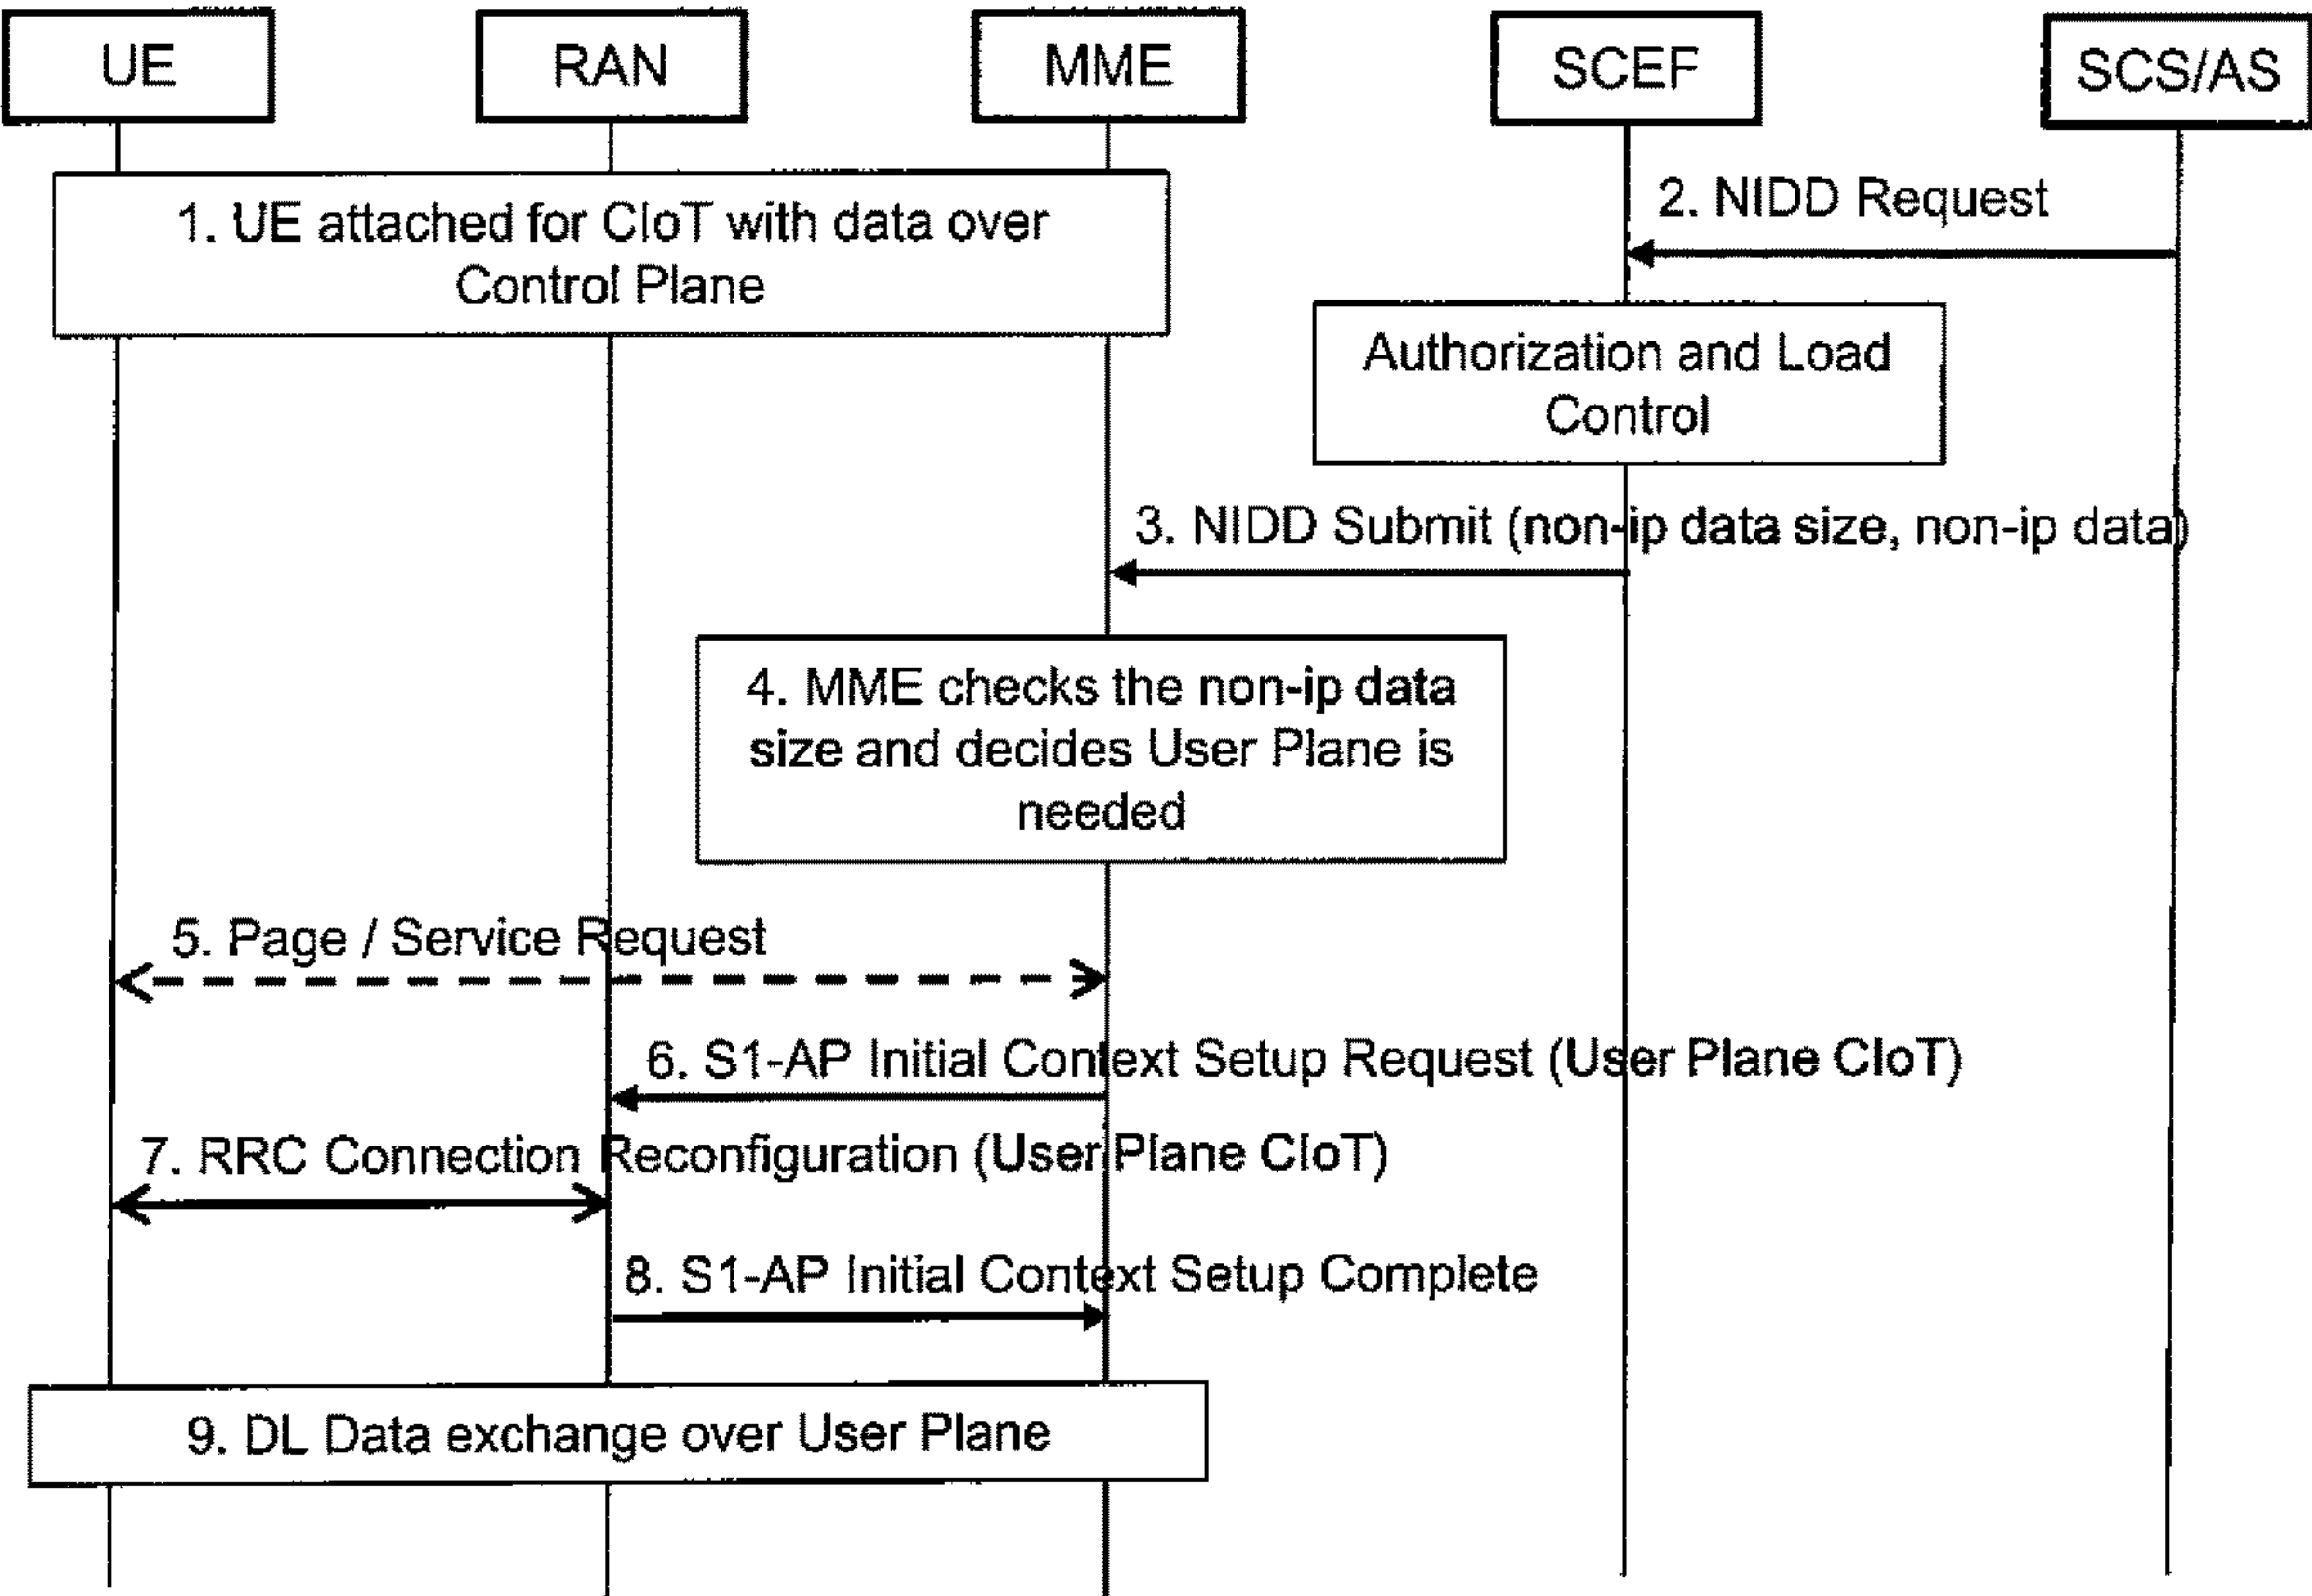 UE
RAN
MME
SCEF
SCS/AS
1. UE attached for CIoT with data over
Control Plane
2. NIDD Request
Authorization and Load
Control
3. NIDD Submit (non-ip data size, non-ip data)
4. MME checks the non-ip data
size and decides User Plane is
needed
5. Page / Service Request
6. S1-AP Initial Context Setup Request (User Plane CIoT)
7. RRC Connection Reconfiguration (User Plane CIoT)
8. S1-AP Initial Context Setup Complete
9. DL Data exchange over User Plane